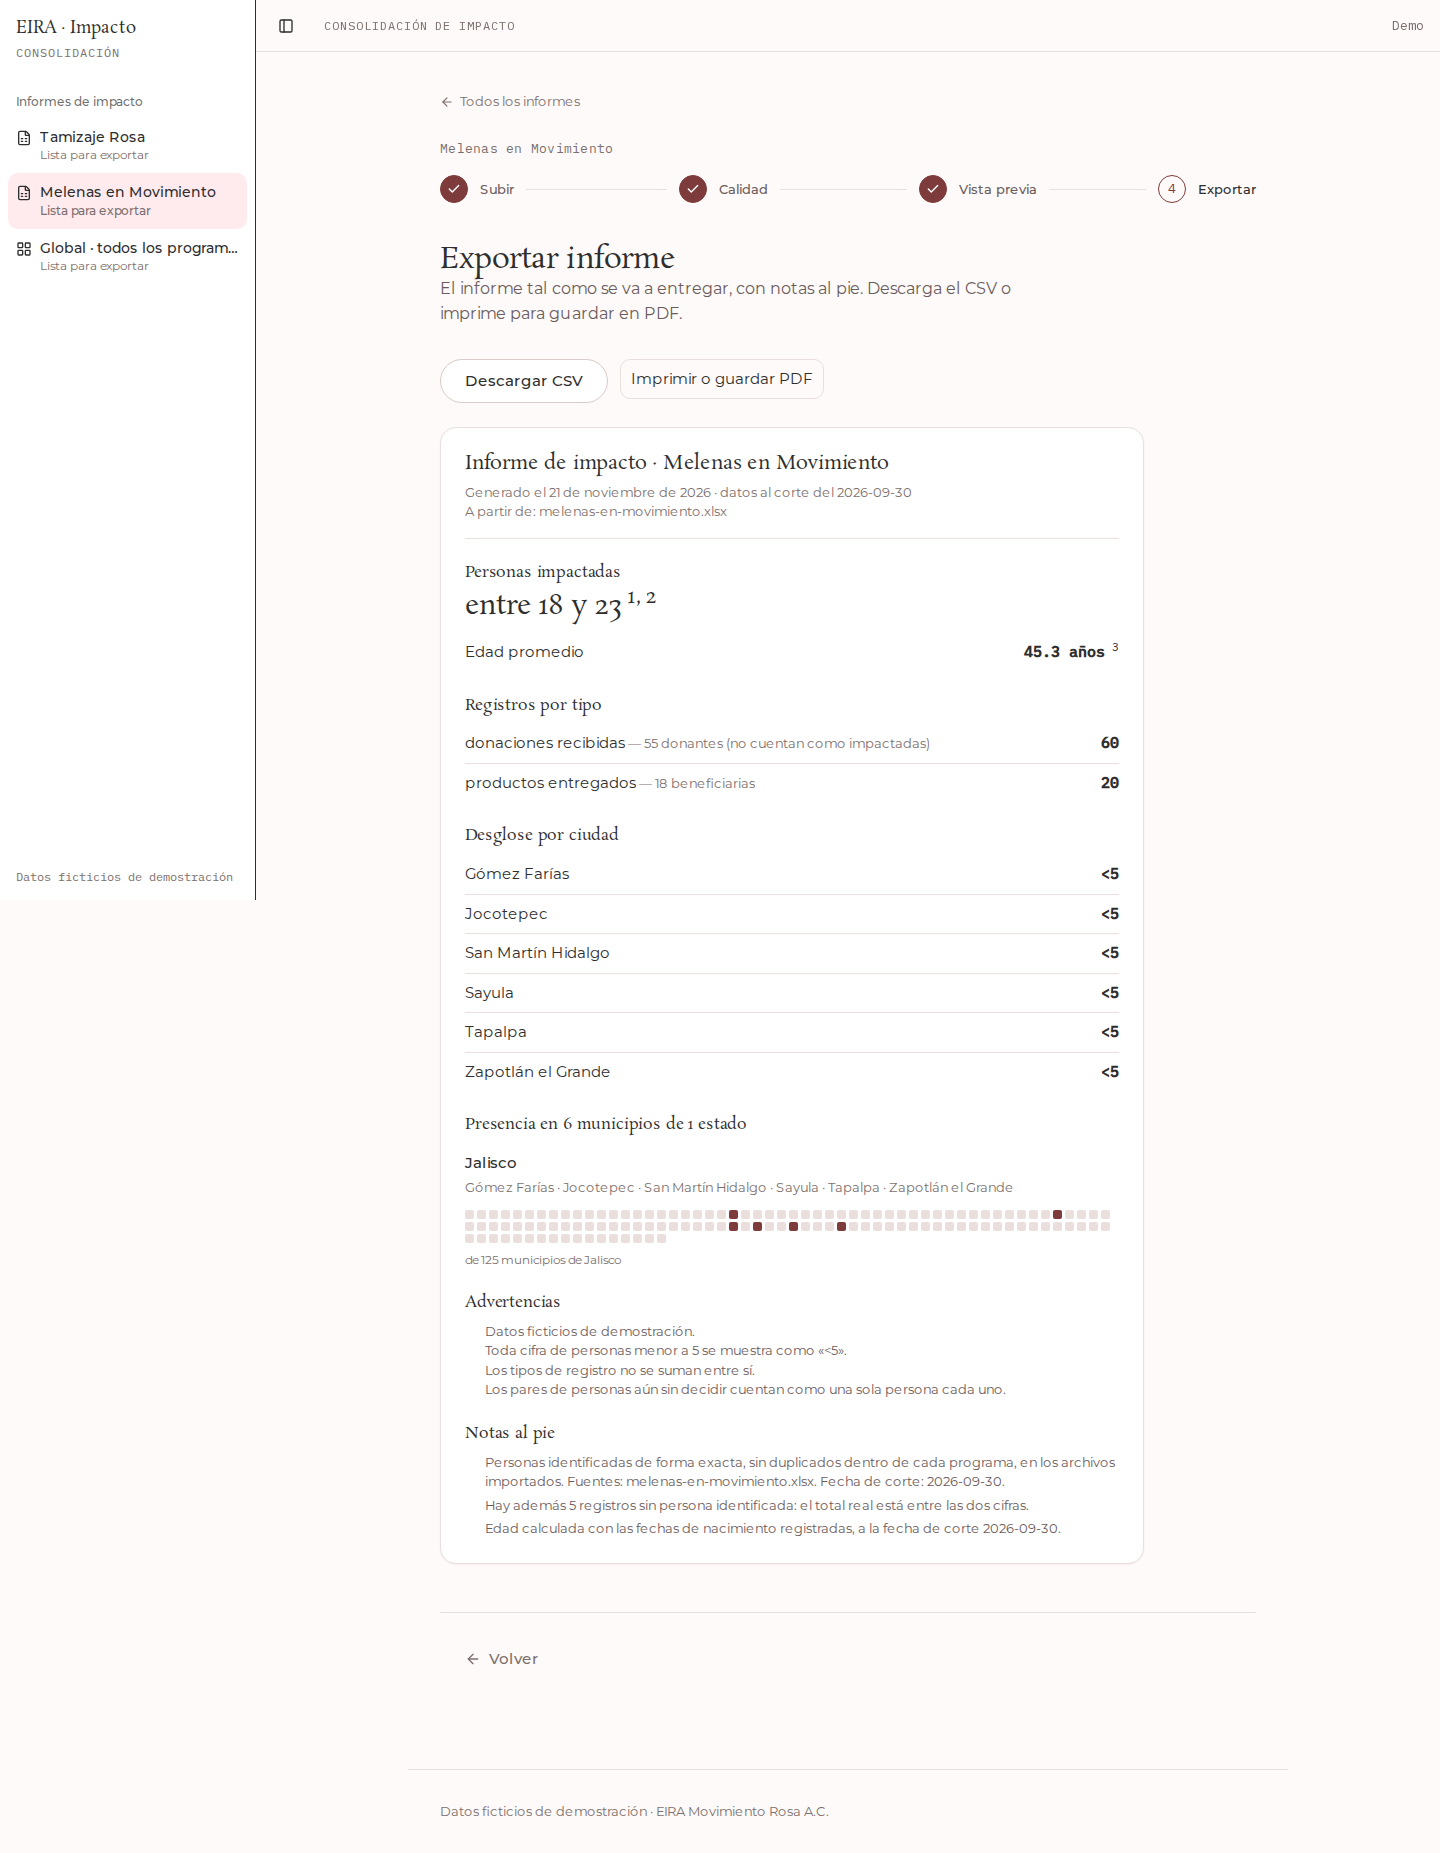 EIRA · Impacto
CONSOLIDACIÓN
Informes de impacto
Tamizaje Rosa
Lista para exportar
Melenas en Movimiento
Lista para exportar
Global · todos los program...
Lista para exportar
Datos ficticios de demostración
CONSOLIDACIÓN DE IMPACTO
Demo
Todos los informes
Melenas en Movimiento
Subir
Calidad
Vista previa
4 Exportar
Exportar informe
El informe tal como se va a entregar, con notas al pie. Descarga el CSV o
imprime para guardar en PDF.
Descargar CSV
Imprimir o guardar PDF
Informe de impacto · Melenas en Movimiento
Generado el 21 de noviembre de 2026 · datos al corte del 2026-09-30
A partir de: melenas-en-movimiento.xlsx
Personas impactadas
entre 18 y 23 1, 2
Edad promedio 45.3 años 3
Registros por tipo
donaciones recibidas — 55 donantes (no cuentan como impactadas) 60
productos entregados — 18 beneficiarias 20
Desglose por ciudad
Gómez Farías <5
Jocotepec <5
San Martín Hidalgo <5
Sayula <5
Tapalpa <5
Zapotlán el Grande <5
Presencia en 6 municipios de 1 estado
Jalisco
Gómez Farías · Jocotepec · San Martín Hidalgo · Sayula · Tapalpa · Zapotlán el Grande
de 125 municipios de Jalisco
Advertencias
Datos ficticios de demostración.
Toda cifra de personas menor a 5 se muestra como «<5».
Los tipos de registro no se suman entre sí.
Los pares de personas aún sin decidir cuentan como una sola persona cada uno.
Notas al pie
Personas identificadas de forma exacta, sin duplicados dentro de cada programa, en los archivos
importados. Fuentes: melenas-en-movimiento.xlsx. Fecha de corte: 2026-09-30.
Hay además 5 registros sin persona identificada: el total real está entre las dos cifras.
Edad calculada con las fechas de nacimiento registradas, a la fecha de corte 2026-09-30.
Volver
Datos ficticios de demostración · EIRA Movimiento Rosa A.C.